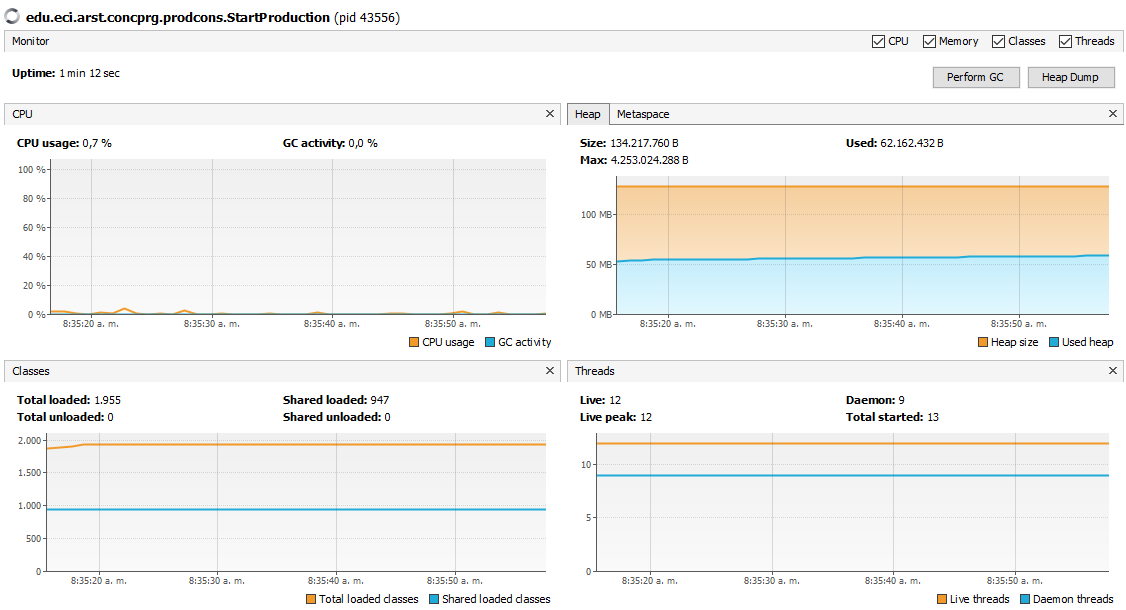 edu.eci.arst.concprg.prodcons.StartProduction (pid 43556)
Monitor
CPU Memory Classes Threads
Uptime: 1 min 12 sec
Perform GC Heap Dump
CPU
CPU usage: 0,7 % GC activity: 0,0 %
100 %
80 %
60 %
40 %
20 %
0 %
8:35:20 a. m. 8:35:30 a. m. 8:35:40 a. m. 8:35:50 a. m.
CPU usage GC activity
Heap Metaspace
Size: 134.217.760 B Used: 62.162.432 B
Max: 4.253.024.288 B
100 MB
50 MB
0 MB
8:35:20 a. m. 8:35:30 a. m. 8:35:40 a. m. 8:35:50 a. m.
Heap size Used heap
Classes
Total loaded: 1.955 Shared loaded: 947
Total unloaded: 0 Shared unloaded: 0
2.000
1.500
1.000
500
0
8:35:20 a. m. 8:35:30 a. m. 8:35:40 a. m. 8:35:50 a. m.
Total loaded classes Shared loaded classes
Threads
Live: 12 Daemon: 9
Live peak: 12 Total started: 13
10
5
0
8:35:20 a. m. 8:35:30 a. m. 8:35:40 a. m. 8:35:50 a. m.
Live threads Daemon threads